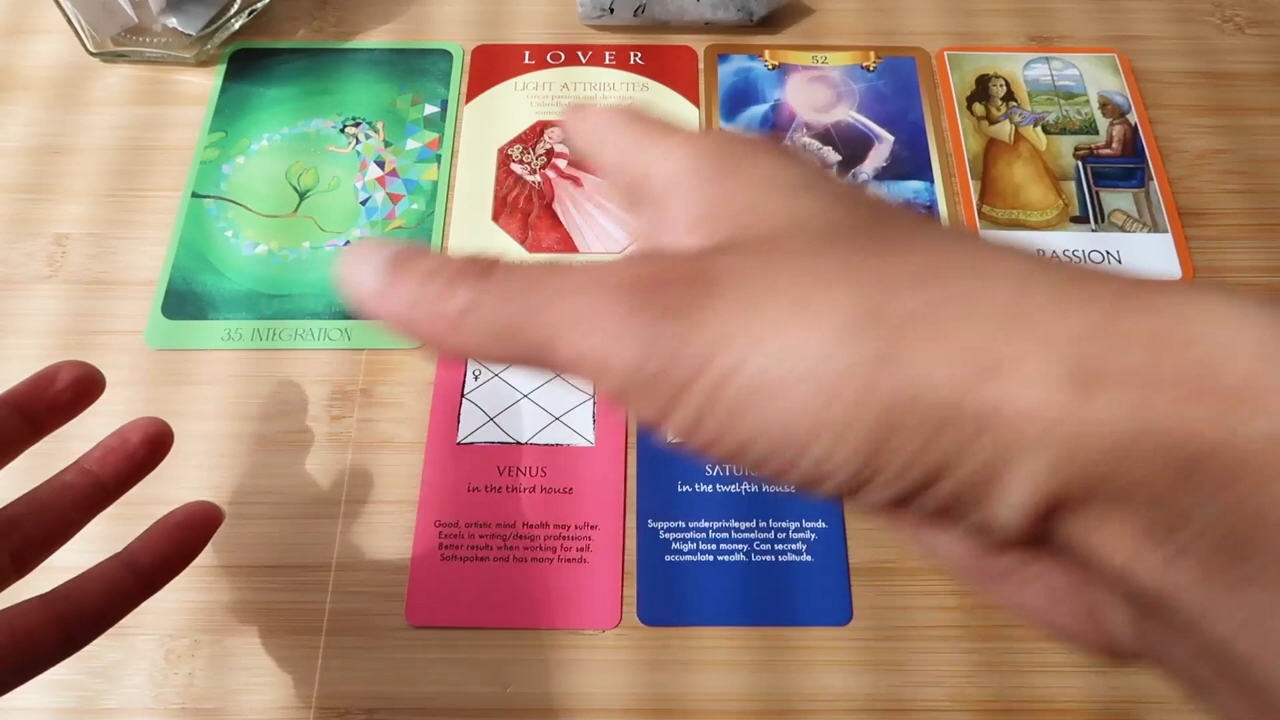 LOVER
LIGHT ATTRIBUTES
Great passion and devotion.
Unbridled
52
35. INTEGRATION
VENUS
in the third house
Good, artistic mind. Health may suffer.
Excels in writing/design professions.
Better results when working for self.
Soft-spoken and has many friends.
in the twelfth house
Supports underprivileged in foreign lands.
Separation from homeland or family.
Might lose money. Can secretly
accumulate wealth. Loves solitude.